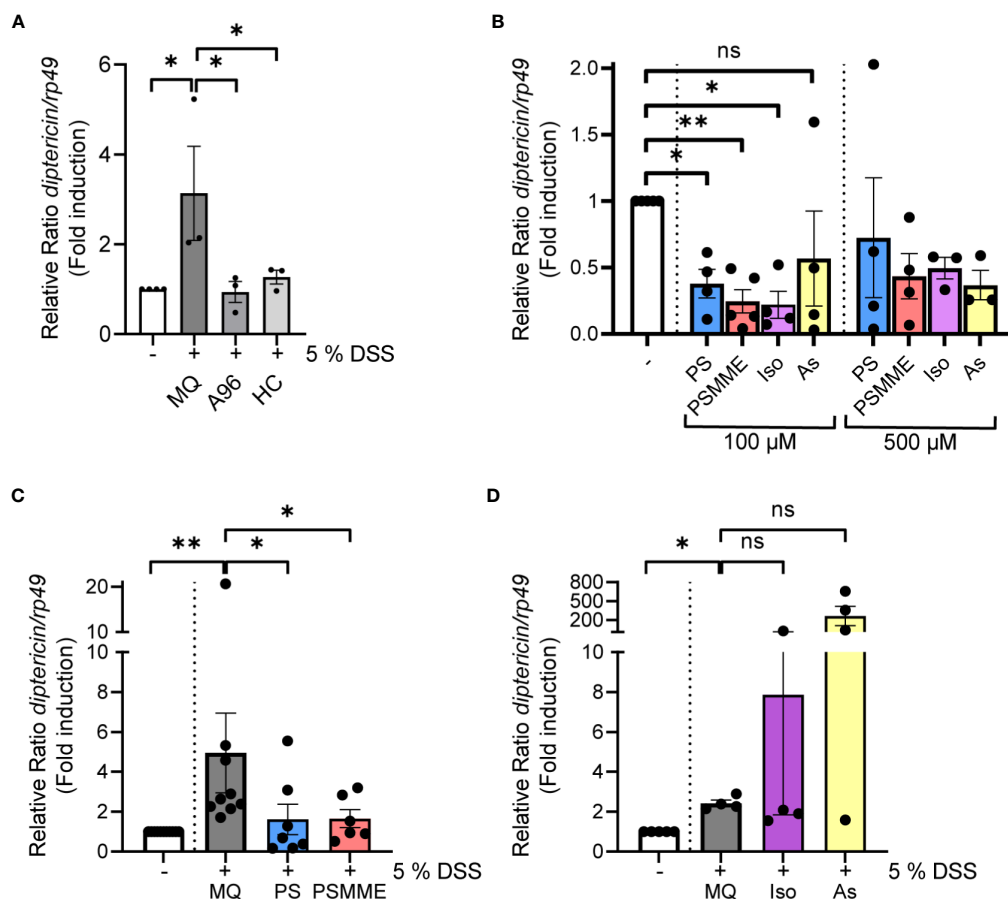 A
Relative Ratio diptericin/rp49
(Fold induction)
6
4
2
0
*
*
*
- + + + 5 % DSS
MQ A96 HC
B
Relative Ratio diptericin/rp49
(Fold induction)
2.0
1.5
1
0.5
0.0
ns
*
**
*
- PS PSMME Iso As PS PSMME Iso As
100 µM 500 µM
C
Relative Ratio diptericin/rp49
(Fold induction)
20
10
10
8
6
4
2
0
*
** *
- + + + 5 % DSS
MQ PS PSMME
D
Relative Ratio diptericin/rp49
(Fold induction)
800
500
200
10
8
6
4
2
0
ns
* ns
- + + + 5 % DSS
MQ Iso As